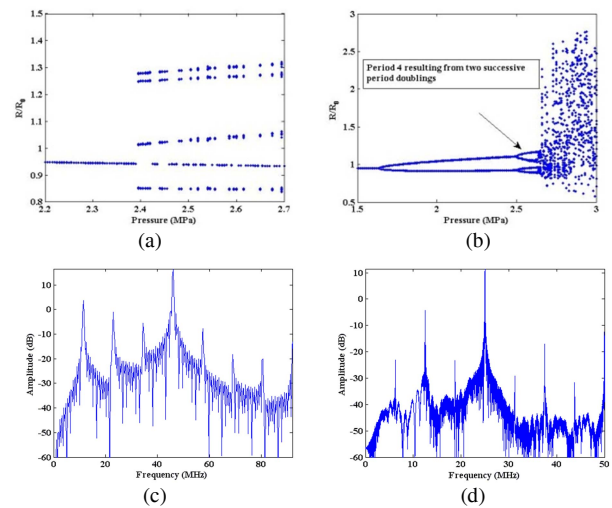 1.5
1.4
1.3
1.2
1.1
1
0.9
0.8
R/R0
2.2 2.3 2.4 2.5 2.6 2.7
Pressure (MPa)
(a)
3
2.5
2
1.5
1
0.5
R/R0
Period 4 resulting from two successive
period doublings
1.5 2 2.5 3
Pressure (MPa)
(b)
10
0
-10
-20
-30
-40
-50
-60
Amplitude (dB)
0 20 40 60 80
Frequency (MHz)
(c)
10
0
-10
-20
-30
-40
-50
-60
Amplitude (dB)
0 10 20 30 40 50
Frequency (MHz)
(d)